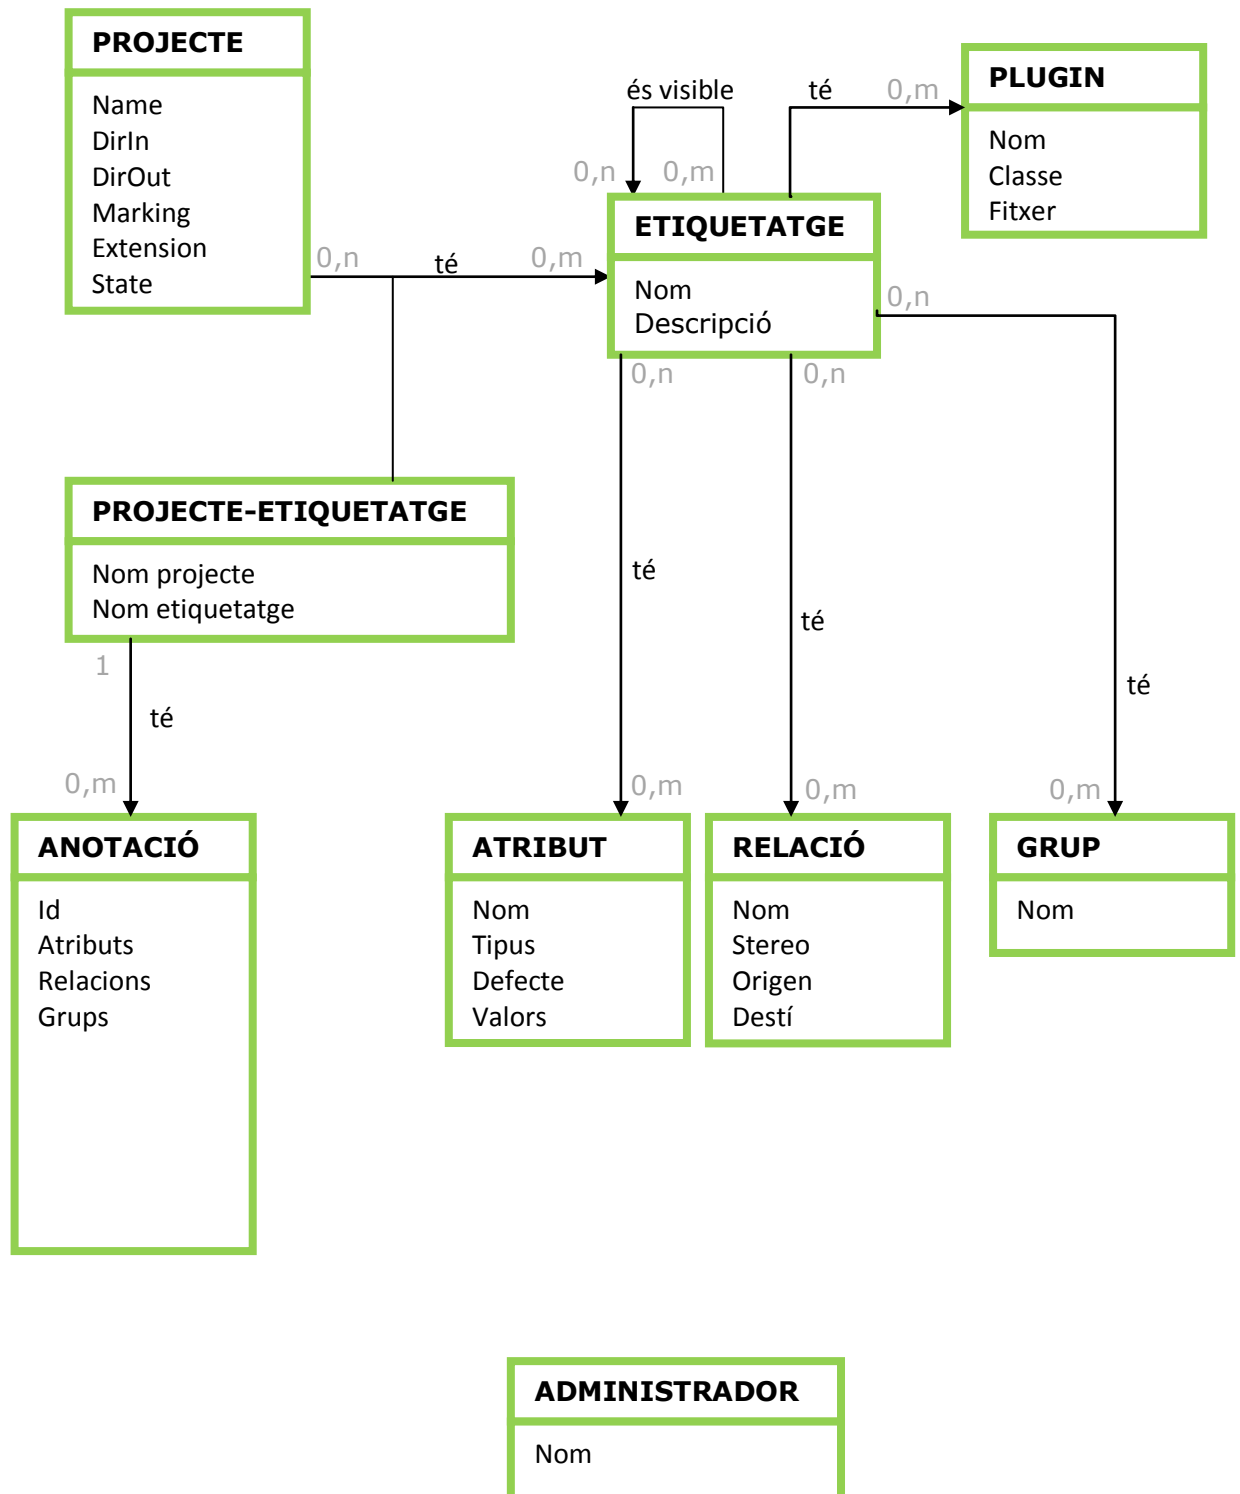 PROJECTE
Name
DirIn
DirOut
Marking
Extension
State
és visible
0,n
0,m
té
0,m
PLUGIN
Nom
Classe
Fitxer
0,n
té
0,m
ETIQUETATGE
Nom
Descripció
0,n
0,n
0,n
PROJECTE-ETIQUETATGE
Nom projecte
Nom etiquetatge
1
té
0,m
té
0,m
té
0,m
té
0,m
ANOTACIÓ
Id
Atributs
Relacions
Grups
ATRIBUT
Nom
Tipus
Defecte
Valors
RELACIÓ
Nom
Stereo
Origen
Destí
GRUP
Nom
ADMINISTRADOR
Nom